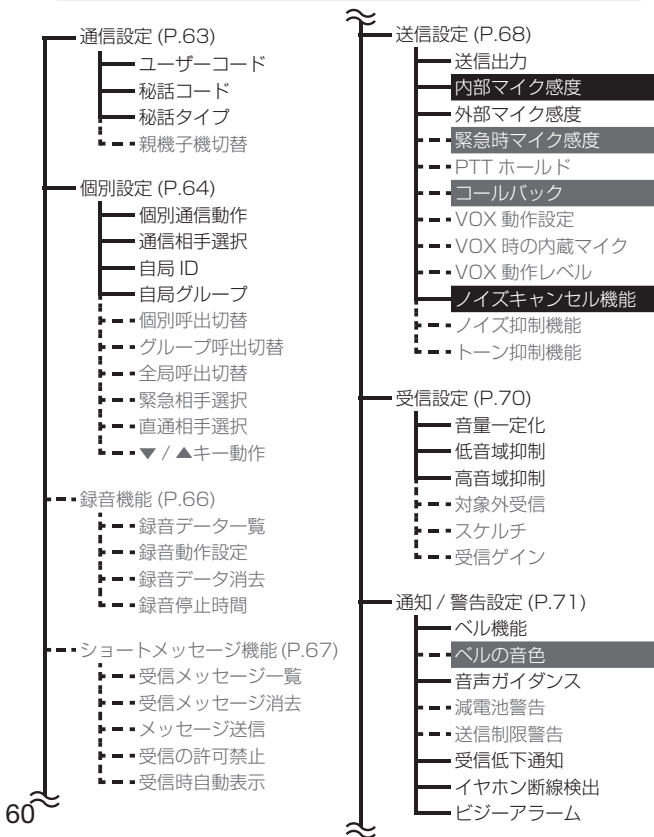 通信設定 (P.63)
ユーザーコード
秘話コード
秘話タイプ
親機子機切替
個別設定 (P.64)
個別通信動作
通信相手選択
自局 ID
自局グループ
個別呼出切替
グループ呼出切替
全局呼出切替
緊急相手選択
直通相手選択
▼ / ▲キー動作
録音機能 (P.66)
録音データ一覧
録音動作設定
録音データ消去
録音停止時間
ショートメッセージ機能 (P.67)
受信メッセージ一覧
受信メッセージ消去
メッセージ送信
受信の許可禁止
受信時自動表示
60
送信設定 (P.68)
送信出力
内部マイク感度
外部マイク感度
緊急時マイク感度
PTT ホールド
コールバック
VOX 動作設定
VOX 時の内蔵マイク
VOX 動作レベル
ノイズキャンセル機能
ノイズ抑制機能
トーン抑制機能
受信設定 (P.70)
音量一定化
低音域抑制
高音域抑制
対象外受信
スケルチ
受信ゲイン
通知 / 警告設定 (P.71)
ベル機能
ベルの音色
音声ガイダンス
減電池警告
送信制限警告
受信低下通知
イヤホン断線検出
ビジーアラーム